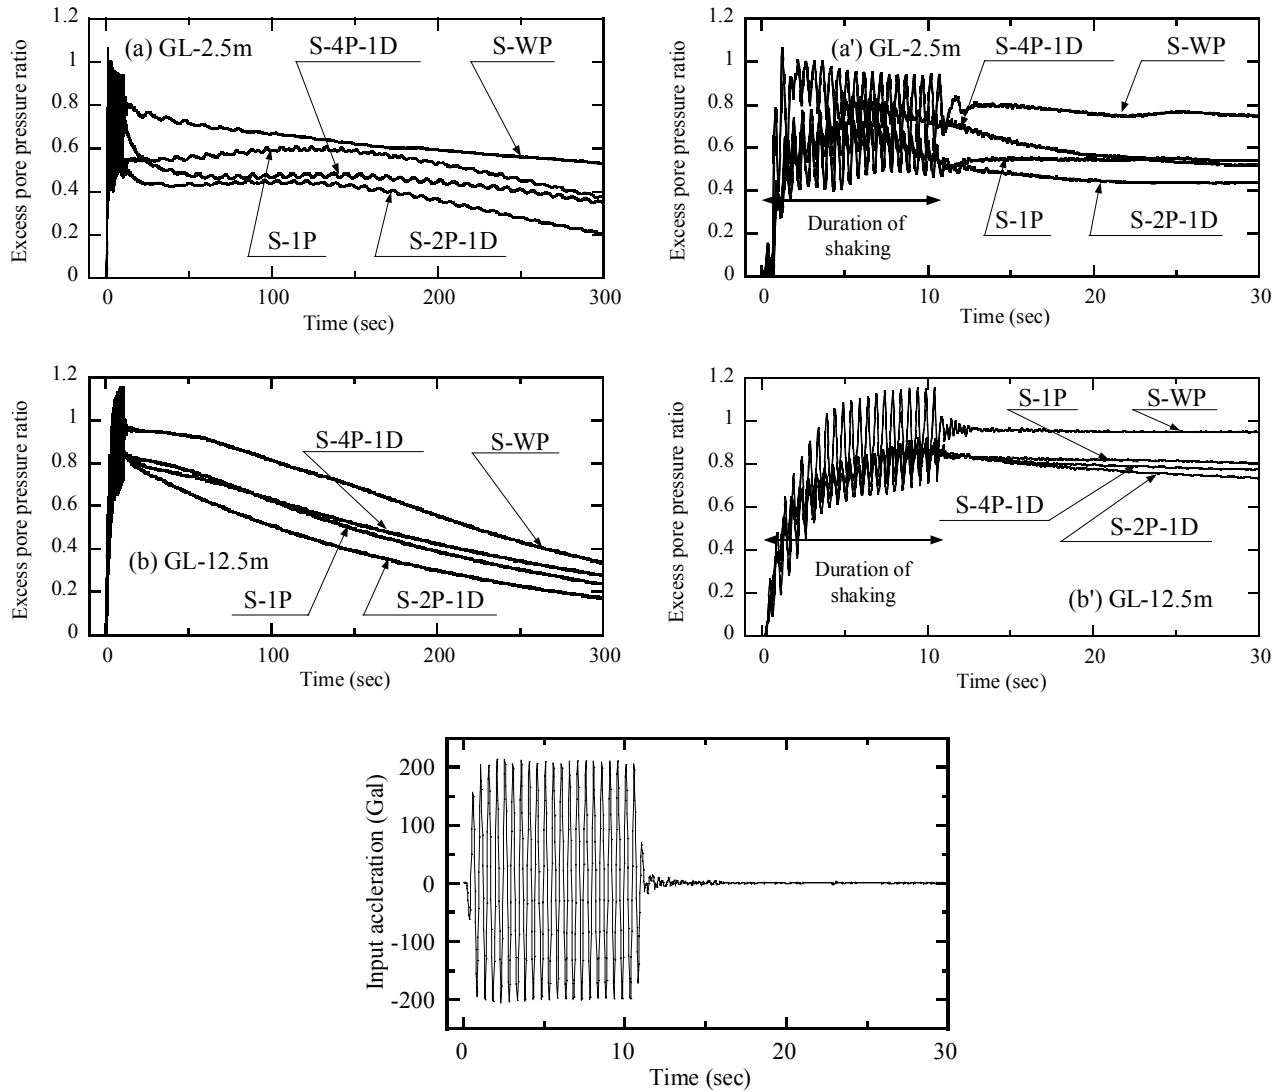 Excess pore pressure ratio
1.2
1
0.8
0.6
0.4
0.2
0
(a) GL-2.5m
S-4P-1D
S-WP
S-1P
S-2P-1D
0
100
200
300
Time (sec)
Excess pore pressure ratio
1.2
1
0.8
0.6
0.4
0.2
0
(a') GL-2.5m
S-4P-1D
S-WP
Duration of
shaking
S-1P
S-2P-1D
0
10
20
30
Time (sec)
Excess pore pressure ratio
1.2
1
0.8
0.6
0.4
0.2
0
S-4P-1D
S-WP
(b) GL-12.5m
S-1P
S-2P-1D
0
100
200
300
Time (sec)
Excess pore pressure ratio
1.2
1
0.8
0.6
0.4
0.2
0
S-1P
S-WP
S-4P-1D
S-2P-1D
Duration of
shaking
(b') GL-12.5m
0
10
20
30
Time (sec)
Input accleration (Gal)
200
100
0
-100
-200
0
10
20
30
Time (sec)